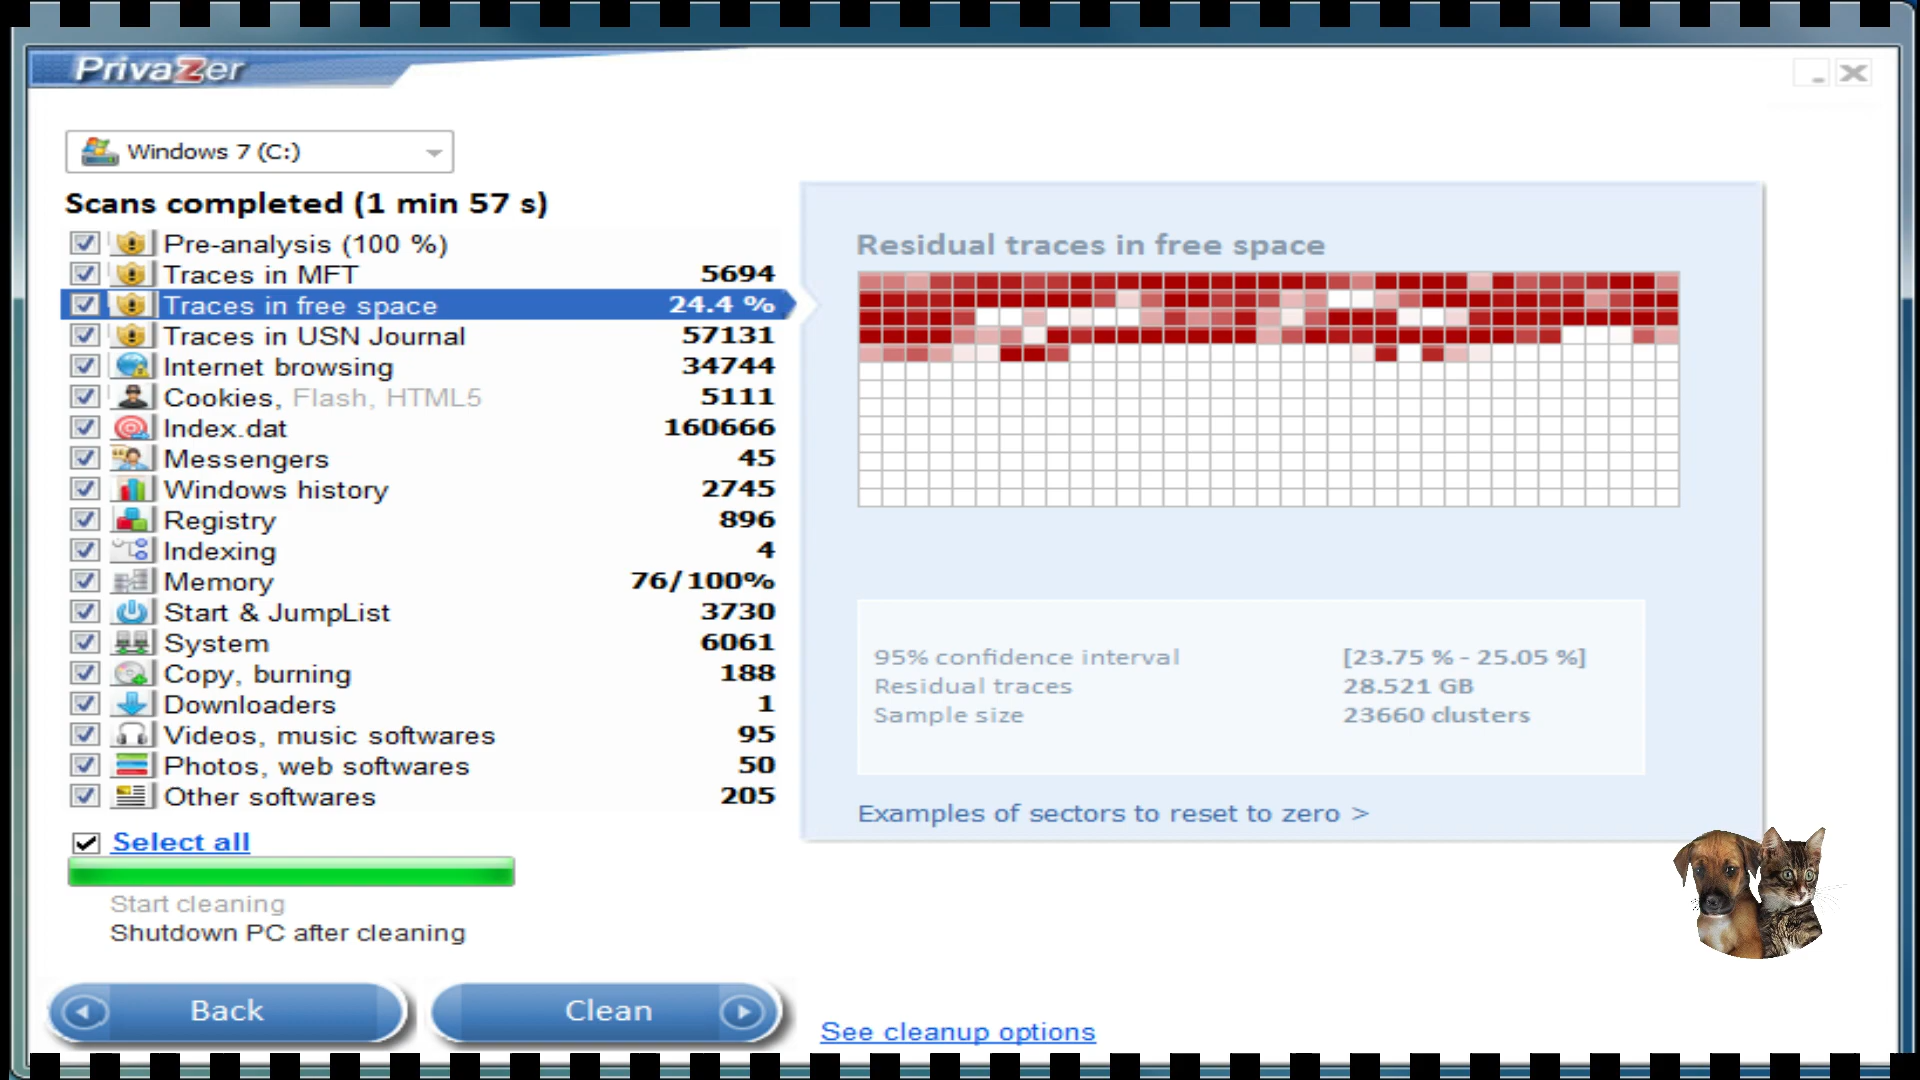 PrivaZer
Windows 7 (C:)
Scans completed (1 min 57 s)
Pre-analysis (100 %)
Traces in MFT 5694
Traces in free space 24.4 %
Traces in USN Journal 57131
Internet browsing 34744
Cookies, Flash, HTML5 5111
Index.dat 160666
Messengers 45
Windows history 2745
Registry 896
Indexing 4
Memory 76/100%
Start & JumpList 3730
System 6061
Copy, burning 188
Downloaders 1
Videos, music softwares 95
Photos, web softwares 50
Other softwares 205
Select all
Start cleaning
Shutdown PC after cleaning
Back
Clean
See cleanup options
Residual traces in free space
95% confidence interval [23.75 % - 25.05 %]
Residual traces 28.521 GB
Sample size 23660 clusters
Examples of sectors to reset to zero >